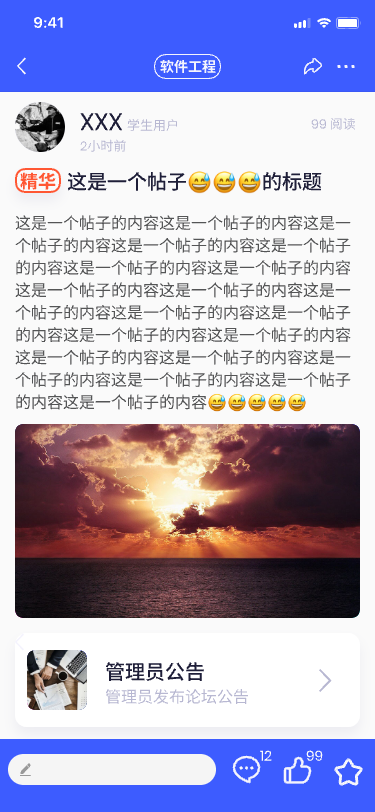 9:41
软件工程
XXX 学生用户
99 阅读
2小时前
精华 这是一个帖子😅😅😅的标题
这是一个帖子的内容这是一个帖子的内容这是一
个帖子的内容这是一个帖子的内容这是一个帖子
的内容这是一个帖子的内容这是一个帖子的内容
这是一个帖子的内容这是一个帖子的内容这是一
个帖子的内容这是一个帖子的内容这是一个帖子
的内容这是一个帖子的内容这是一个帖子的内容
这是一个帖子的内容这是一个帖子的内容这是一
个帖子的内容这是一个帖子的内容这是一个帖子
的内容这是一个帖子的内容😅😅😅😅😅
管理员公告
管理员发布论坛公告
12
99